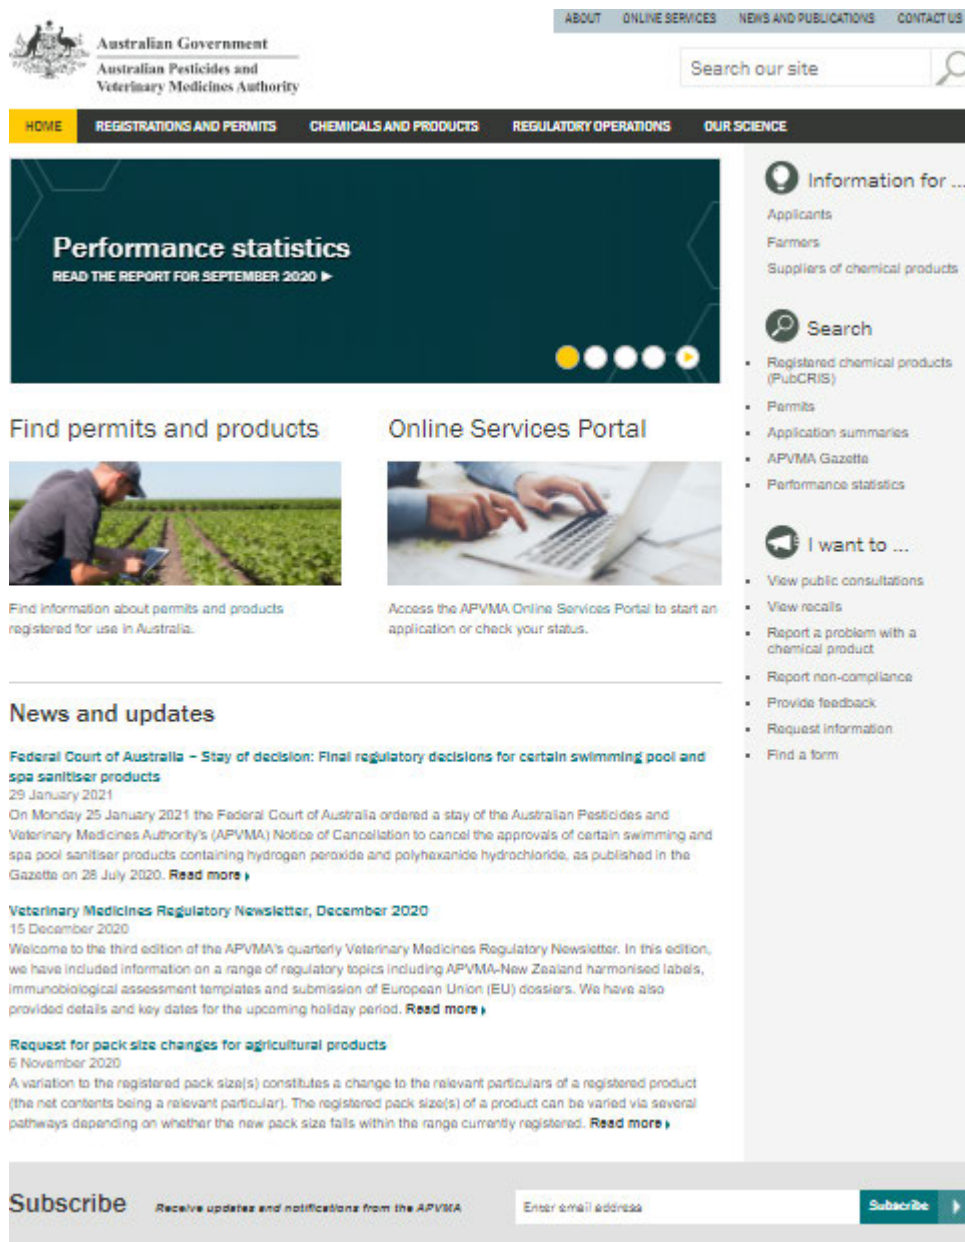 ABOUT ONLINE SERVICES NEWS AND PUBLICATIONS CONTACT US
Australian Government
Australian Pesticides and
Veterinary Medicines Authority
Search our site
HOME REGISTRATIONS AND PERMITS CHEMICALS AND PRODUCTS REGULATORY OPERATIONS OUR SCIENCE
Performance statistics
READ THE REPORT FOR SEPTEMBER 2020
Find permits and products
Find information about permits and products
registered for use in Australia.
Online Services Portal
Access the APVMA Online Services Portal to start an
application or check your status.
News and updates
Federal Court of Australia – Stay of decision: Final regulatory decisions for certain swimming pool and
spa sanitiser products
29 January 2021
On Monday 25 January 2021 the Federal Court of Australia ordered a stay of the Australian Pesticides and
Veterinary Medicines Authority's (APVMA) Notice of Cancellation to cancel the approvals of certain swimming and
spa pool sanitiser products containing hydrogen peroxide and polyhexanide hydrochloride, as published in the
Gazette on 28 July 2020. Read more
Veterinary Medicines Regulatory Newsletter, December 2020
15 December 2020
Welcome to the third edition of the APVMA's quarterly Veterinary Medicines Regulatory Newsletter. In this edition,
we have included information on a range of regulatory topics including APVMA-New Zealand harmonised labels,
immunobiological assessment templates and submission of European Union (EU) dossiers. We have also
provided details and key dates for the upcoming holiday period. Read more
Request for pack size changes for agricultural products
6 November 2020
A variation to the registered pack size(s) constitutes a change to the relevant particulars of a registered product
(the net contents being a relevant particular). The registered pack size(s) of a product can be varied via several
pathways depending on whether the new pack size falls within the range currently registered. Read more
Information for ...
Applicants
Farmers
Suppliers of chemical products
Search
Registered chemical products
(PubCRIS)
Permits
Application summaries
APVMA Gazette
Performance statistics
I want to ...
View public consultations
View recalls
Report a problem with a
chemical product
Report non-compliance
Provide feedback
Request information
Find a form
Subscribe Receive updates and notifications from the APVMA Enter email address Subscribe